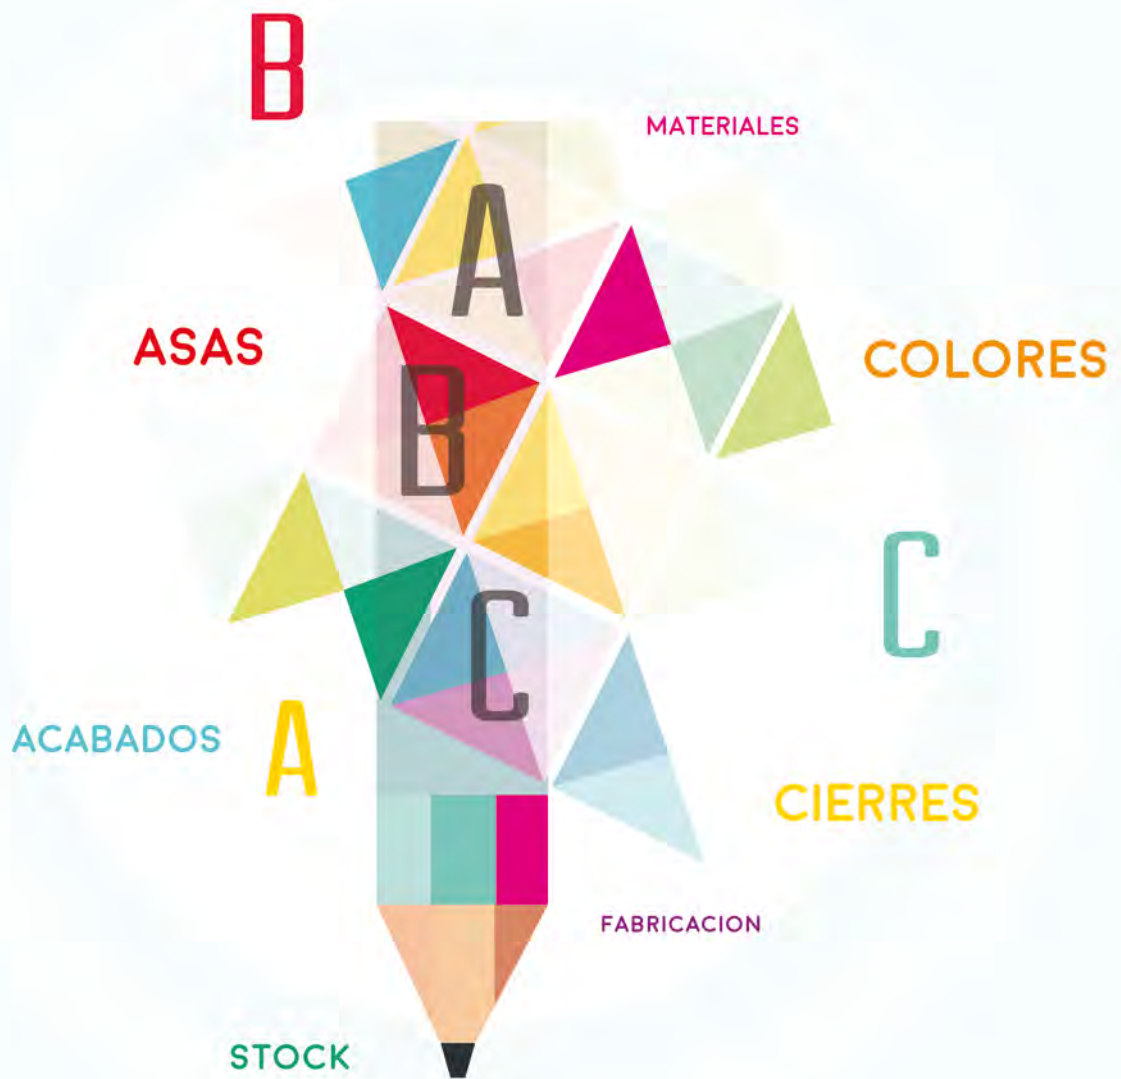 B
MATERIALES
A
ASAS
COLORES
B
C
C
ACABADOS
A
CIERRES
FABRICACION
STOCK